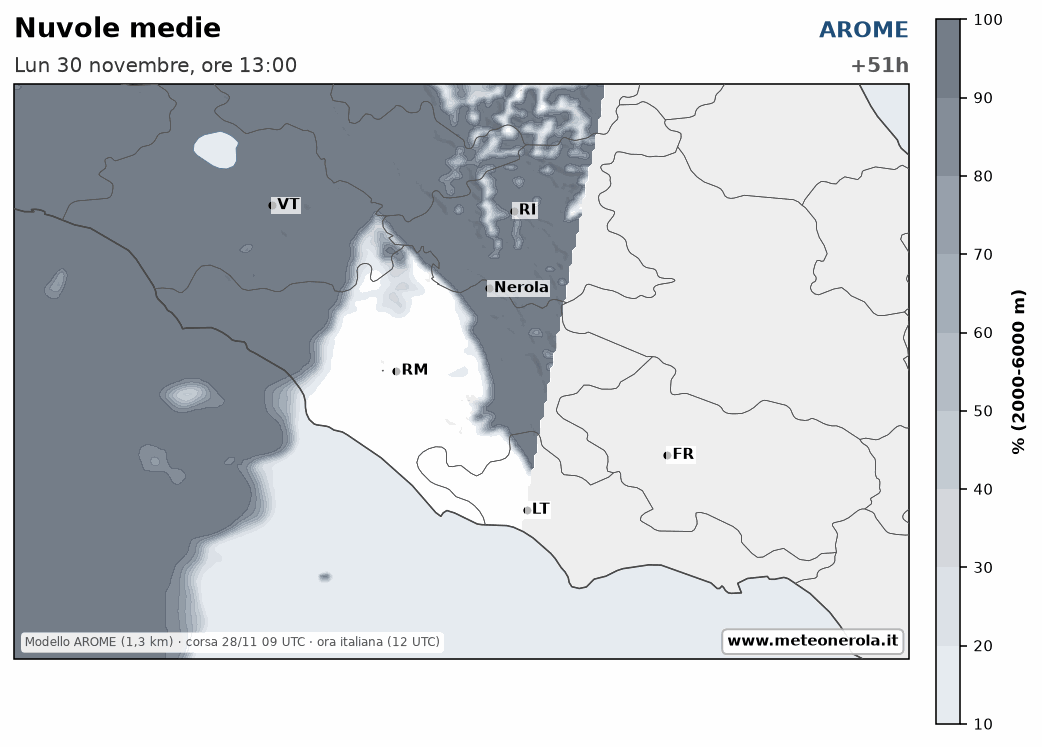 Nuvole medie
AROME
Lun 30 novembre, ore 13:00
+51h
VT
RI
Nerola
RM
FR
LT
Modello AROME (1,3 km) · corsa 28/11 09 UTC · ora italiana (12 UTC)
www.meteonerola.it
100
90
80
70
60
50
40
30
20
10
% (2000-6000 m)